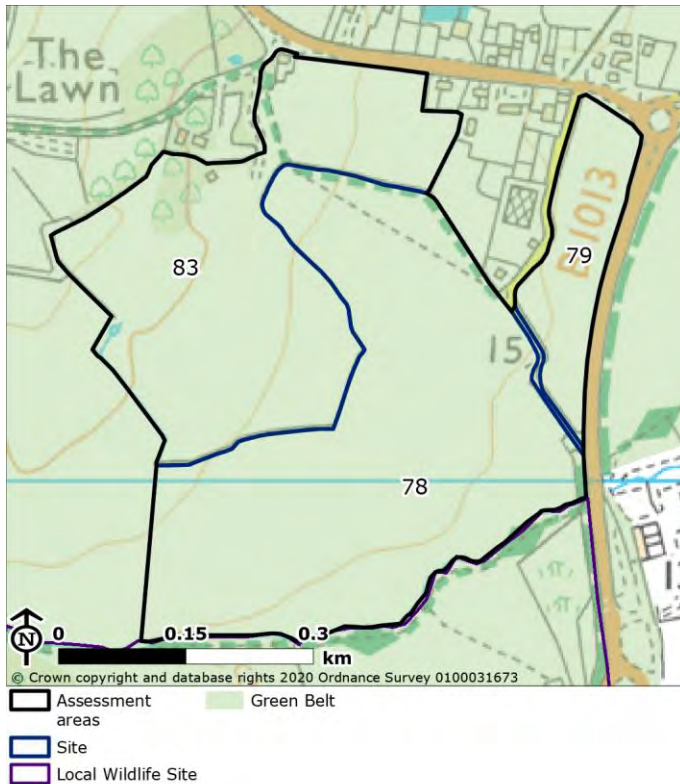 The
Lawn
83
B 1013
79
15
78
N
0 0.15 0.3
km
© Crown copyright and database rights 2020 Ordnance Survey 0100031673
Assessment
areas
Green Belt
Site
Local Wildlife Site